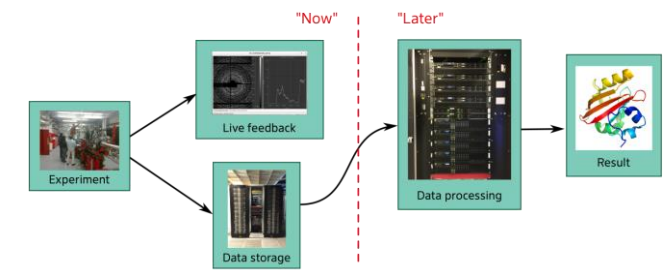 "Now"
"Later"
Live feedback
Experiment
Data storage
Data processing
Result